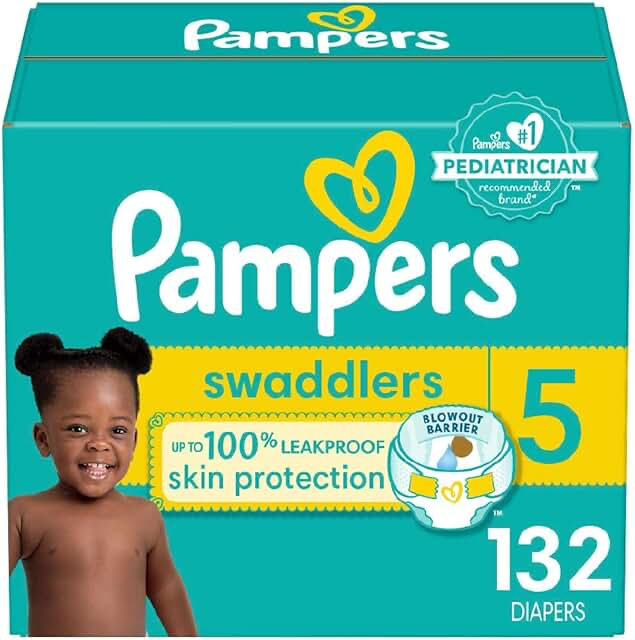 Pampers
Pampers #1
PEDIATRICIAN
recommended
brand*
™
Pampers
swaddlers
5
BLOWOUT
BARRIER
UP TO 100% LEAKPROOF
skin protection
™
132
DIAPERS